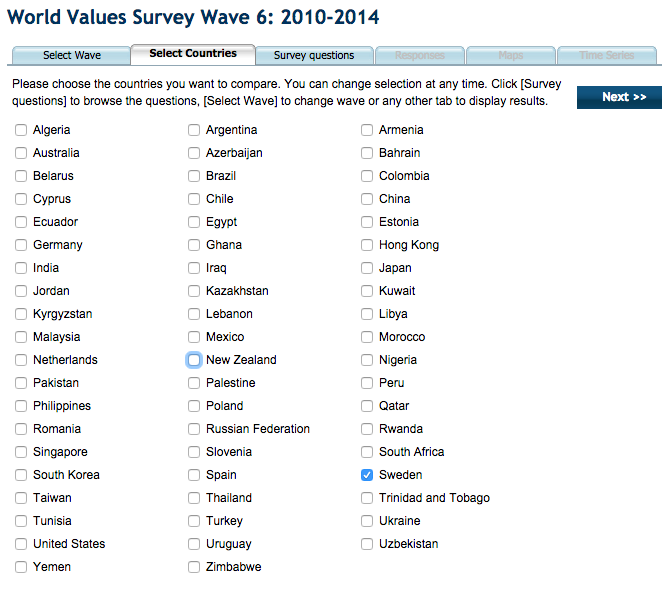 World Values Survey Wave 6: 2010-2014
Select Wave Select Countries Survey questions Responses Maps Time Series
Please choose the countries you want to compare. You can change selection at any time. Click [Survey
questions] to browse the questions, [Select Wave] to change wave or any other tab to display results.
Next >>
Algeria Argentina Armenia
Australia Azerbaijan Bahrain
Belarus Brazil Colombia
Cyprus Chile China
Ecuador Egypt Estonia
Germany Ghana Hong Kong
India Iraq Japan
Jordan Kazakhstan Kuwait
Kyrgyzstan Lebanon Libya
Malaysia Mexico Morocco
Netherlands New Zealand Nigeria
Pakistan Palestine Peru
Philippines Poland Qatar
Romania Russian Federation Rwanda
Singapore Slovenia South Africa
South Korea Spain Sweden
Taiwan Thailand Trinidad and Tobago
Tunisia Turkey Ukraine
United States Uruguay Uzbekistan
Yemen Zimbabwe